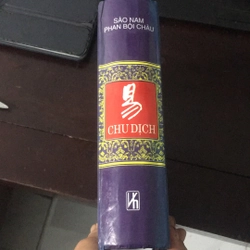 SÀO NAM
PHAN BỘI CHÂU
易
CHU DỊCH